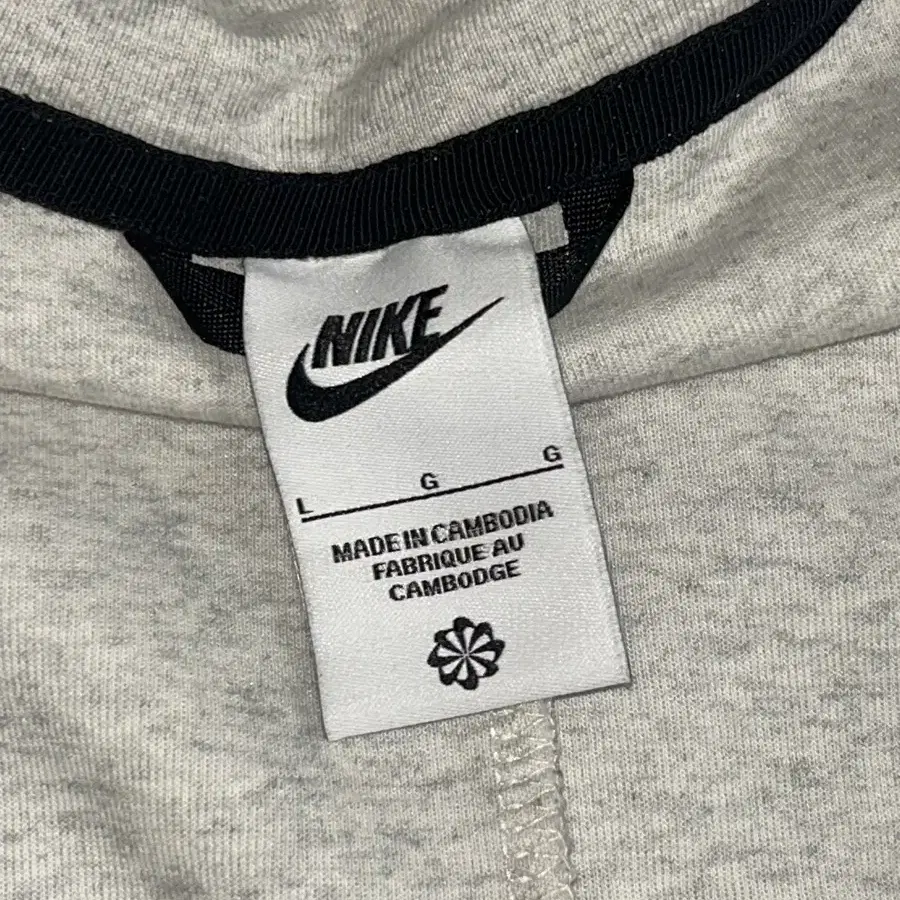 NIKE
L G G
MADE IN CAMBODIA
FABRIQUE AU
CAMBODGE